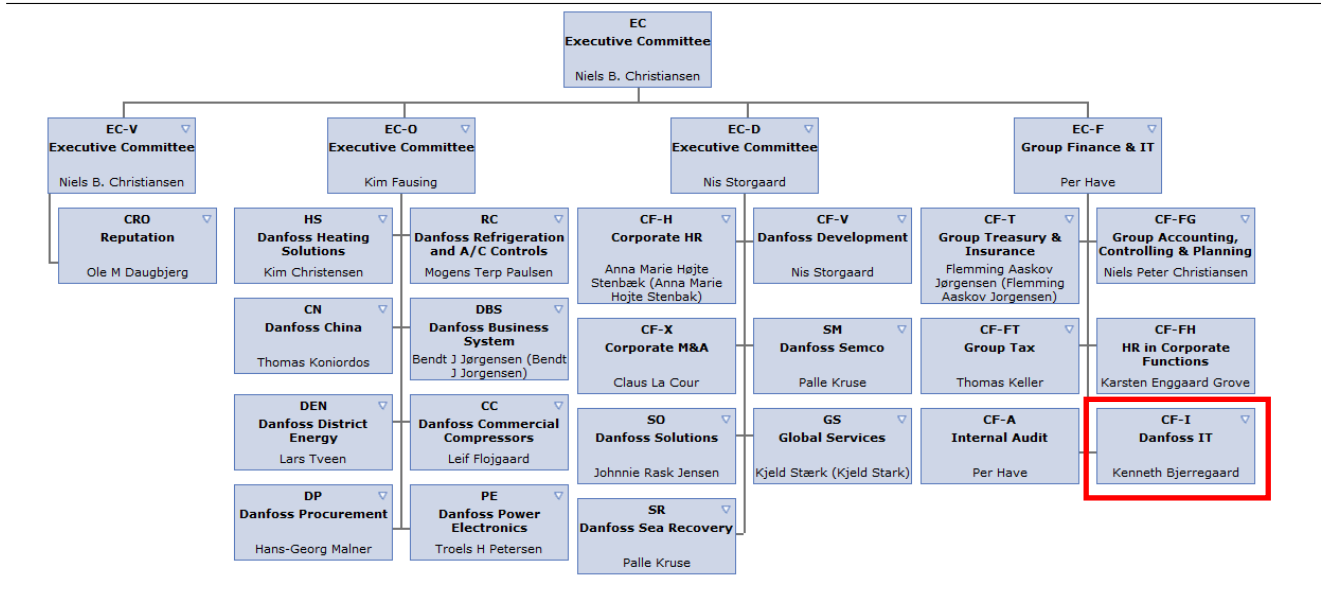 EC
Executive Committee
Niels B. Christiansen
EC-V
Executive Committee
Niels B. Christiansen
EC-O
Executive Committee
Kim Fausing
EC-D
Executive Committee
Nis Storgaard
EC-F
Group Finance & IT
Per Have
CRO
Reputation
Ole M Daugbjerg
HS
Danfoss Heating
Solutions
Kim Christensen
RC
Danfoss Refrigeration
and A/C Controls
Mogens Terp Paulsen
CF-H
Corporate HR
Anna Marie Højte
Stenbæk (Anna Marie
Hojte Stenbak)
CF-V
Danfoss Development
Nis Storgaard
CF-T
Group Treasury &
Insurance
Flemming Aaskov
Jørgensen (Flemming
Aaskov Jorgensen)
CF-FG
Group Accounting,
Controlling & Planning
Niels Peter Christiansen
CN
Danfoss China
Thomas Koniordos
DBS
Danfoss Business
System
Bendt J Jørgensen (Bendt
J Jorgensen)
CF-X
Corporate M&A
Claus La Cour
SM
Danfoss Semco
Palle Kruse
CF-FT
Group Tax
Thomas Keller
CF-FH
HR in Corporate
Functions
Karsten Enggaard Grove
DEN
Danfoss District
Energy
Lars Tveen
CC
Danfoss Commercial
Compressors
Leif Flojgaard
SO
Danfoss Solutions
Johnnie Rask Jensen
GS
Global Services
Kjeld Stærk (Kjeld Stark)
CF-A
Internal Audit
Per Have
CF-I
Danfoss IT
Kenneth Bjerregaard
DP
Danfoss Procurement
Hans-Georg Malner
PE
Danfoss Power
Electronics
Troels H Petersen
SR
Danfoss Sea Recovery
Palle Kruse